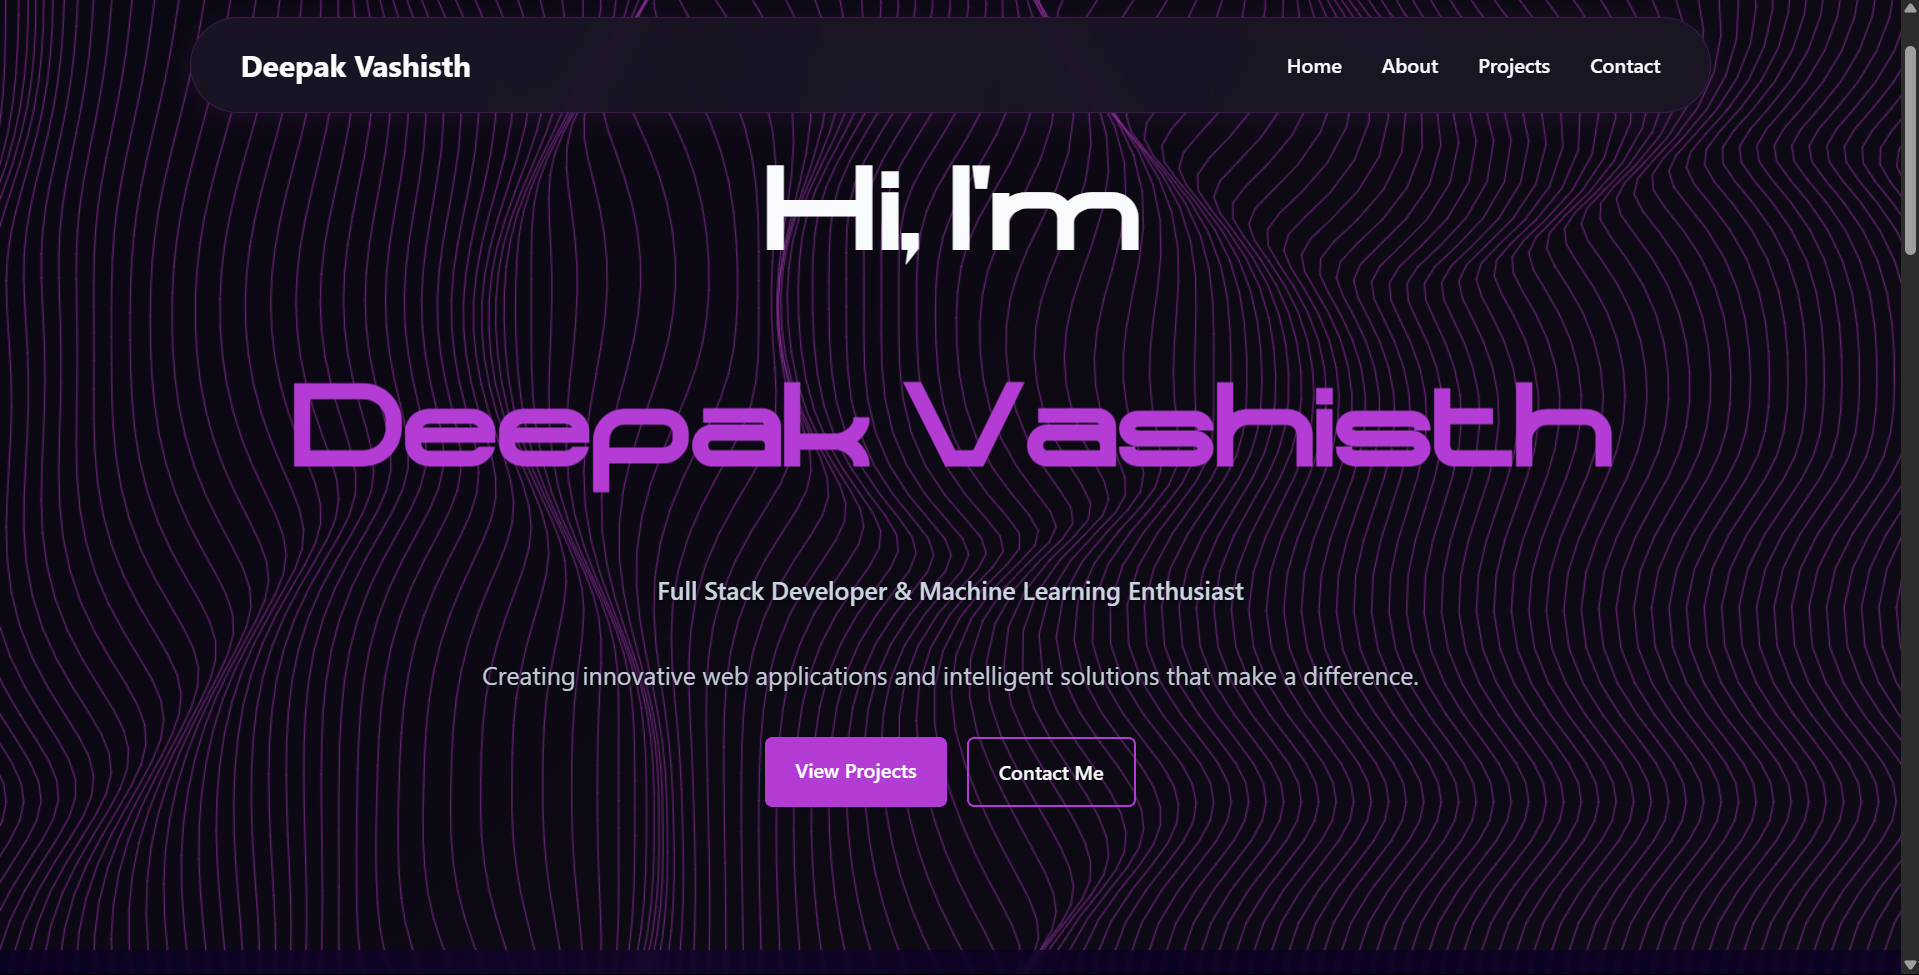 Deepak Vashisth
Home About Projects Contact
Hi, I'm
Deepak Vashisth
Full Stack Developer & Machine Learning Enthusiast
Creating innovative web applications and intelligent solutions that make a difference.
View Projects
Contact Me